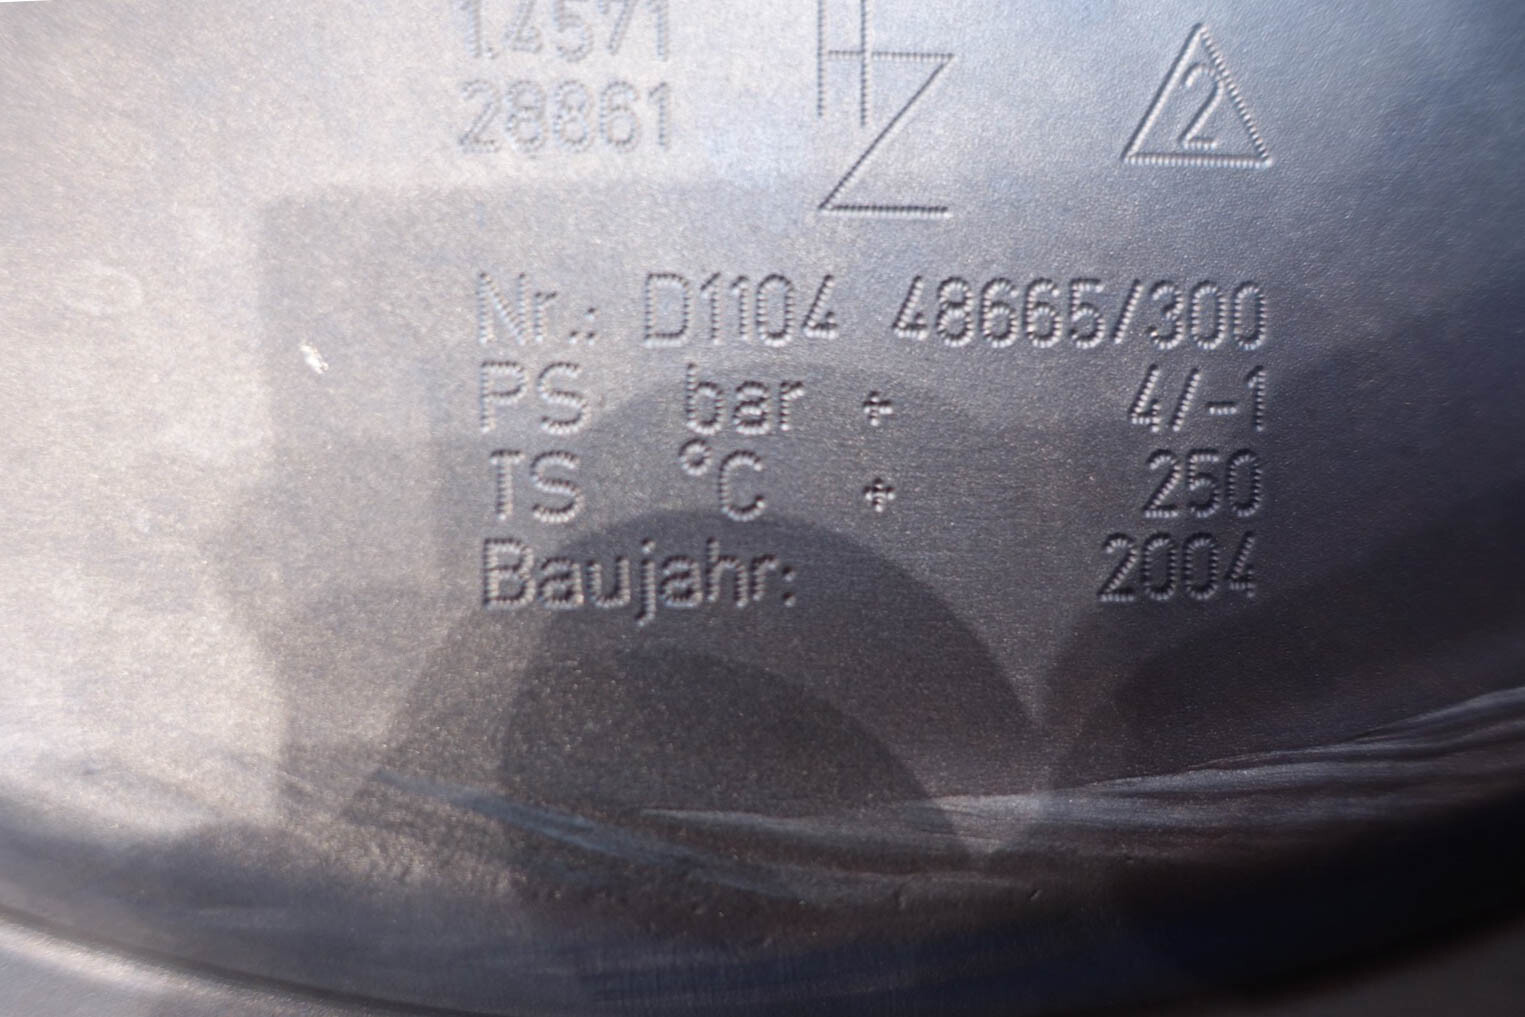 1.4571
28861
2
Nr.: D1104 48665/300
PS bar + 4/-1
TS °C + 250
Baujahr: 2004